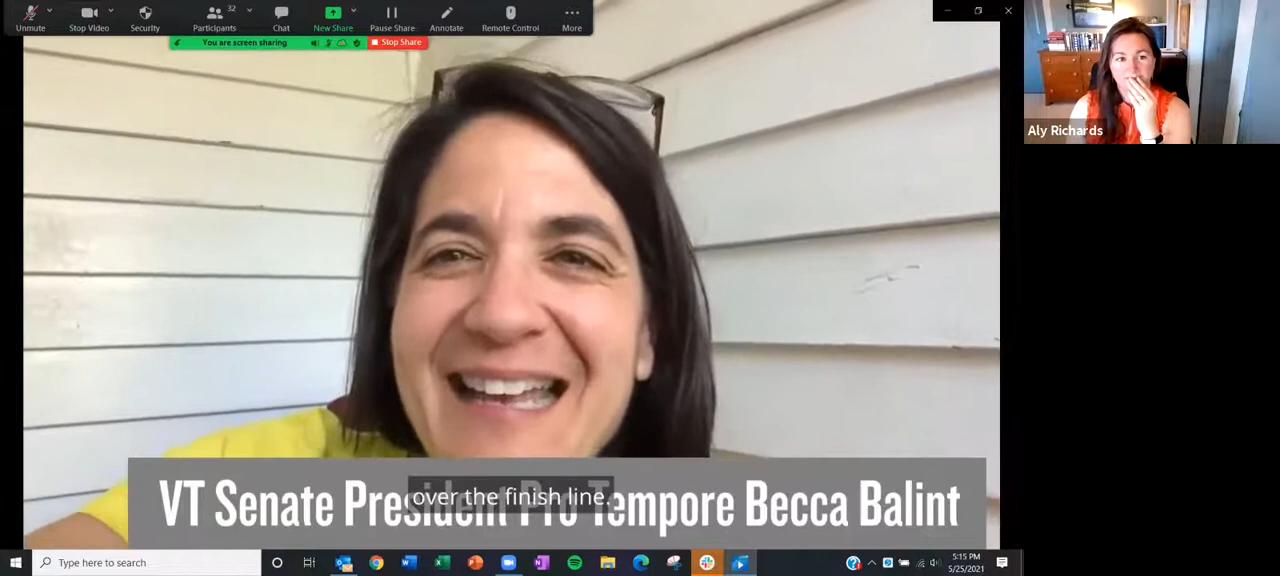 32
Unmute
Stop Video
Security
Participants
Chat
New Share
Pause Share
Annotate
Remote Control
More
You are screen sharing
Stop Share
Aly Richards
VT Senate President Pro Tempore Becca Balint
over the finish line.
Type here to search
5:15 PM
5/25/2021